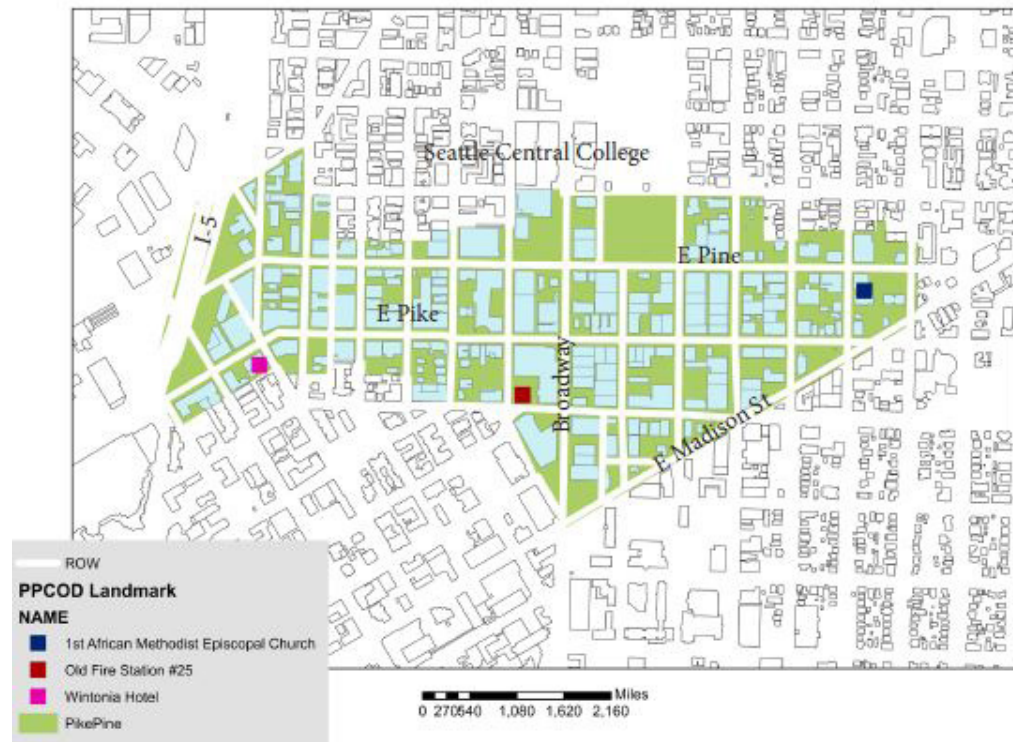 Seattle Central College
I-5
E Pine
E Pike
Broadway
E Madison St
ROW
PPCOD Landmark
NAME
1st African Methodist Episcopal Church
Old Fire Station #25
Wintonia Hotel
PikePine
Miles
0 270540 1,080 1,620 2,160